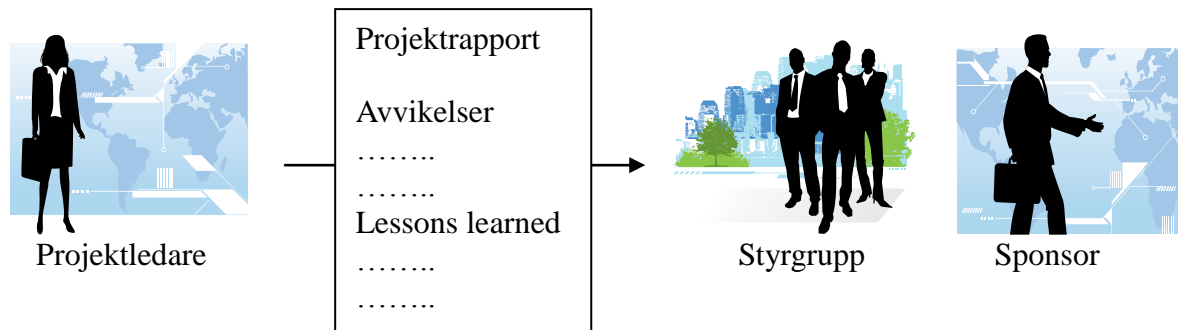 Projektrapport
Avvikelser
……..
……..
Lessons learned
……..
……..
Projektledare
Styrgrupp
Sponsor